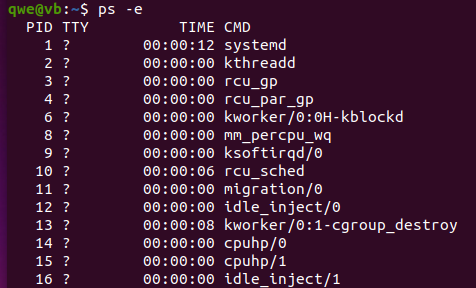 qwe@vb:~$ ps -e
PID TTY TIME CMD
1 ? 00:00:12 systemd
2 ? 00:00:00 kthreadd
3 ? 00:00:00 rcu_gp
4 ? 00:00:00 rcu_par_gp
6 ? 00:00:00 kworker/0:0H-kblockd
8 ? 00:00:00 mm_percpu_wq
9 ? 00:00:00 ksoftirqd/0
10 ? 00:00:06 rcu_sched
11 ? 00:00:00 migration/0
12 ? 00:00:00 idle_inject/0
13 ? 00:00:08 kworker/0:1-cgroup_destroy
14 ? 00:00:00 cpuhp/0
15 ? 00:00:00 cpuhp/1
16 ? 00:00:00 idle_inject/1